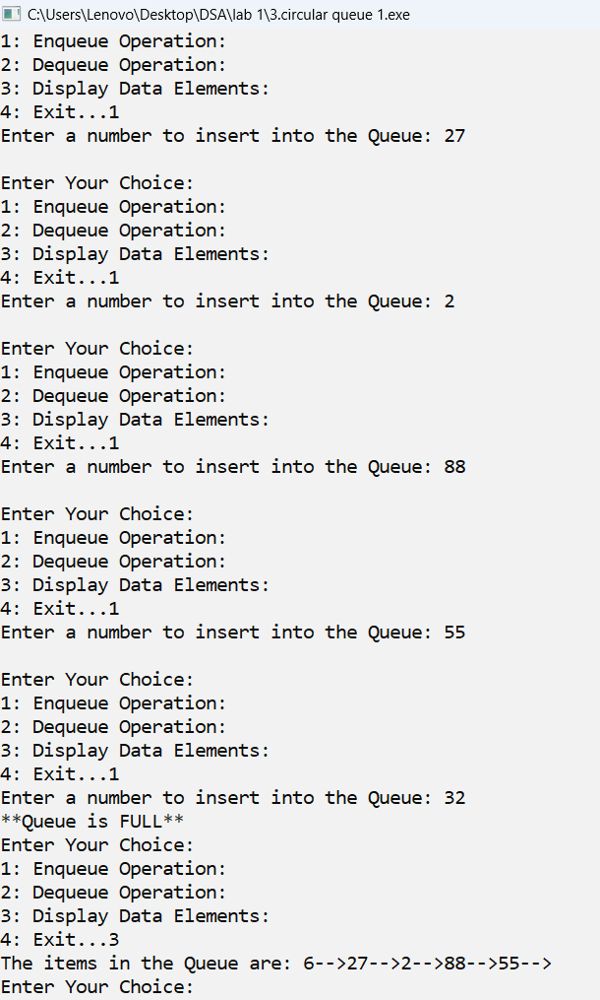 C:\Users\Lenovo\Desktop\DSA\lab 1\3.circular queue 1.exe
1: Enqueue Operation:
2: Dequeue Operation:
3: Display Data Elements:
4: Exit...1
Enter a number to insert into the Queue: 27
Enter Your Choice:
1: Enqueue Operation:
2: Dequeue Operation:
3: Display Data Elements:
4: Exit...1
Enter a number to insert into the Queue: 2
Enter Your Choice:
1: Enqueue Operation:
2: Dequeue Operation:
3: Display Data Elements:
4: Exit...1
Enter a number to insert into the Queue: 88
Enter Your Choice:
1: Enqueue Operation:
2: Dequeue Operation:
3: Display Data Elements:
4: Exit...1
Enter a number to insert into the Queue: 55
Enter Your Choice:
1: Enqueue Operation:
2: Dequeue Operation:
3: Display Data Elements:
4: Exit...1
Enter a number to insert into the Queue: 32
**Queue is FULL**
Enter Your Choice:
1: Enqueue Operation:
2: Dequeue Operation:
3: Display Data Elements:
4: Exit...3
The items in the Queue are: 6-->27-->2-->88-->55-->
Enter Your Choice: